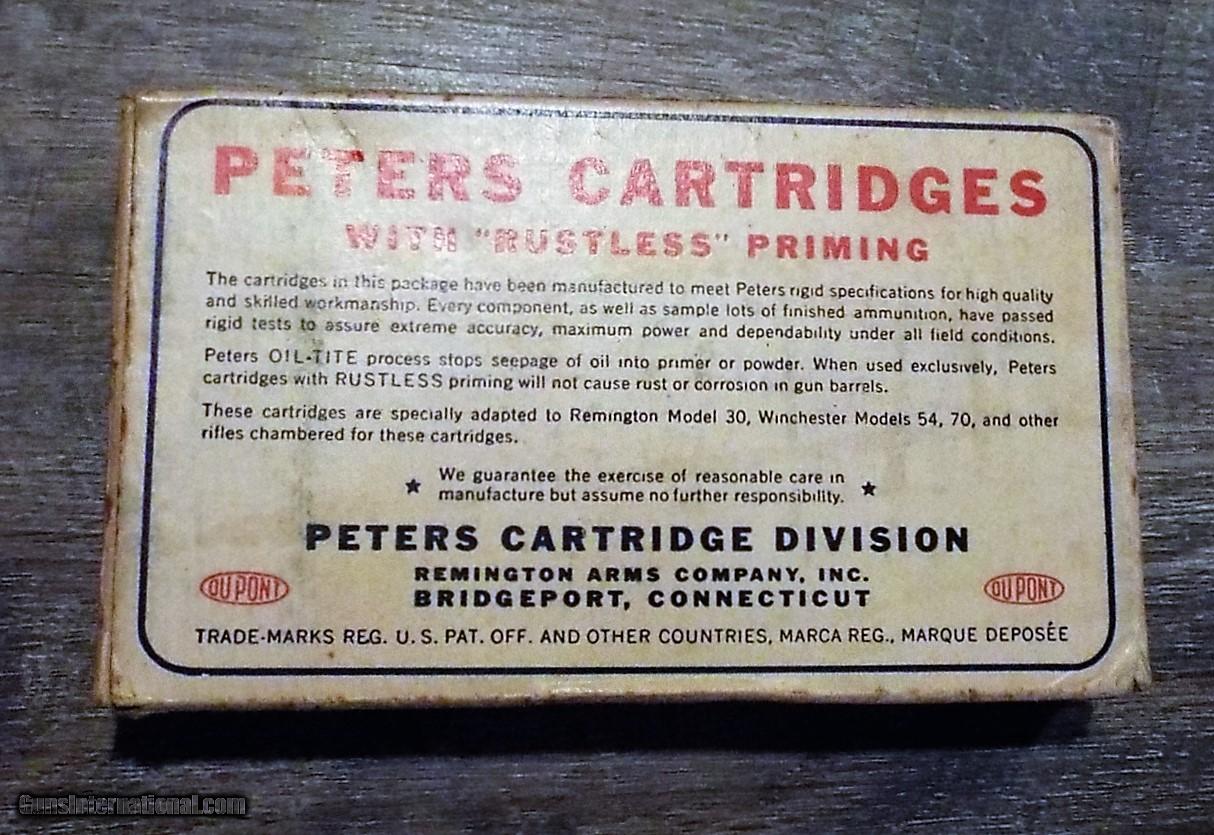 PETERS CARTRIDGES
WITH "RUSTLESS" PRIMING
The cartridges in this package have been manufactured to meet Peters rigid specifications for high quality
and skilled workmanship. Every component, as well as sample lots of finished ammunition, have passed
rigid tests to assure extreme accuracy, maximum power and dependability under all field conditions.
Peters OIL-TITE process stops seepage of oil into primer or powder. When used exclusively, Peters
cartridges with RUSTLESS priming will not cause rust or corrosion in gun barrels.
These cartridges are specially adapted to Remington Model 30, Winchester Models 54, 70, and other
rifles chambered for these cartridges.
★ We guarantee the exercise of reasonable care in
manufacture but assume no further responsibility. ★
PETERS CARTRIDGE DIVISION
REMINGTON ARMS COMPANY, INC.
DU PONT BRIDGEPORT, CONNECTICUT DU PONT
TRADE-MARKS REG. U. S. PAT. OFF. AND OTHER COUNTRIES, MARCA REG., MARQUE DEPOSÉE
GunsInternational.com